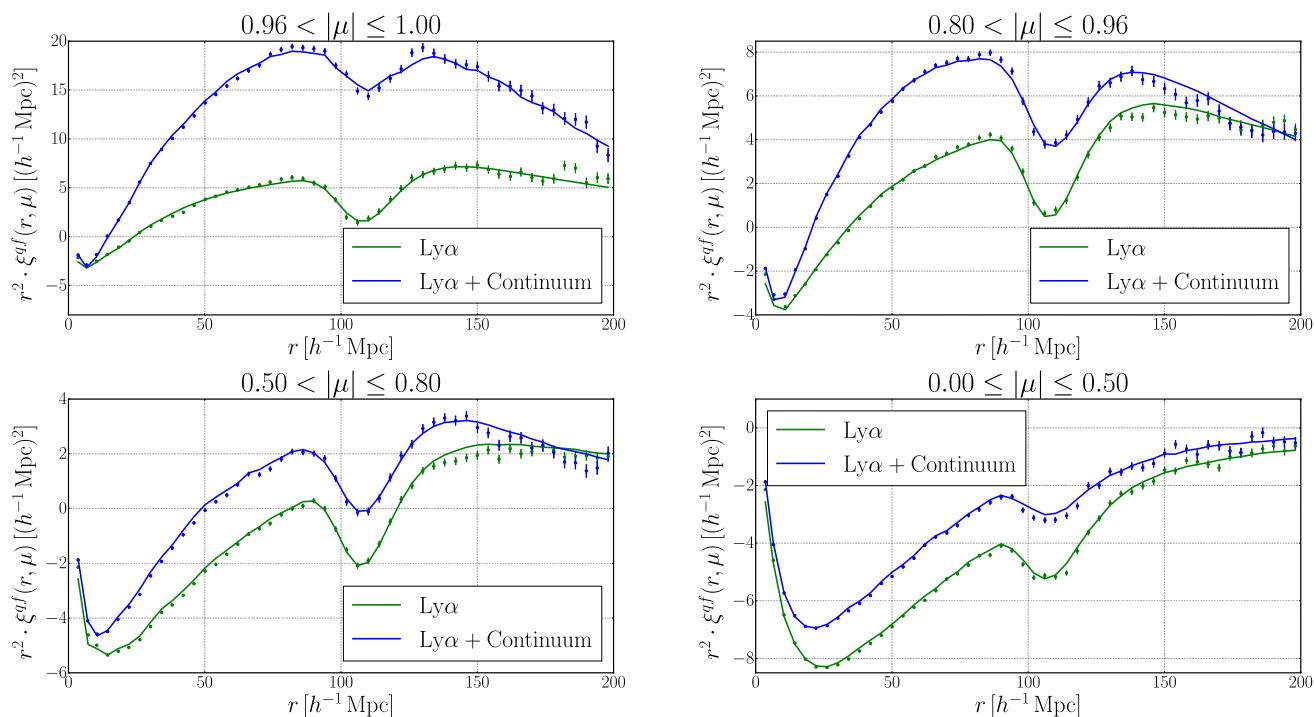 0.96 < |μ| ≤ 1.00
r² · ξ^{qf}(r, μ) [(h⁻¹ Mpc)²]
20
15
10
5
0
−5
Lyα
Lyα + Continuum
0 50 100 150 200
r [h⁻¹ Mpc]
0.80 < |μ| ≤ 0.96
r² · ξ^{qf}(r, μ) [(h⁻¹ Mpc)²]
8
6
4
2
0
−2
−4
Lyα
Lyα + Continuum
0 50 100 150 200
r [h⁻¹ Mpc]
0.50 < |μ| ≤ 0.80
r² · ξ^{qf}(r, μ) [(h⁻¹ Mpc)²]
4
2
0
−2
−4
−6
Lyα
Lyα + Continuum
0 50 100 150 200
r [h⁻¹ Mpc]
0.00 ≤ |μ| ≤ 0.50
r² · ξ^{qf}(r, μ) [(h⁻¹ Mpc)²]
0
−2
−4
−6
−8
Lyα
Lyα + Continuum
0 50 100 150 200
r [h⁻¹ Mpc]